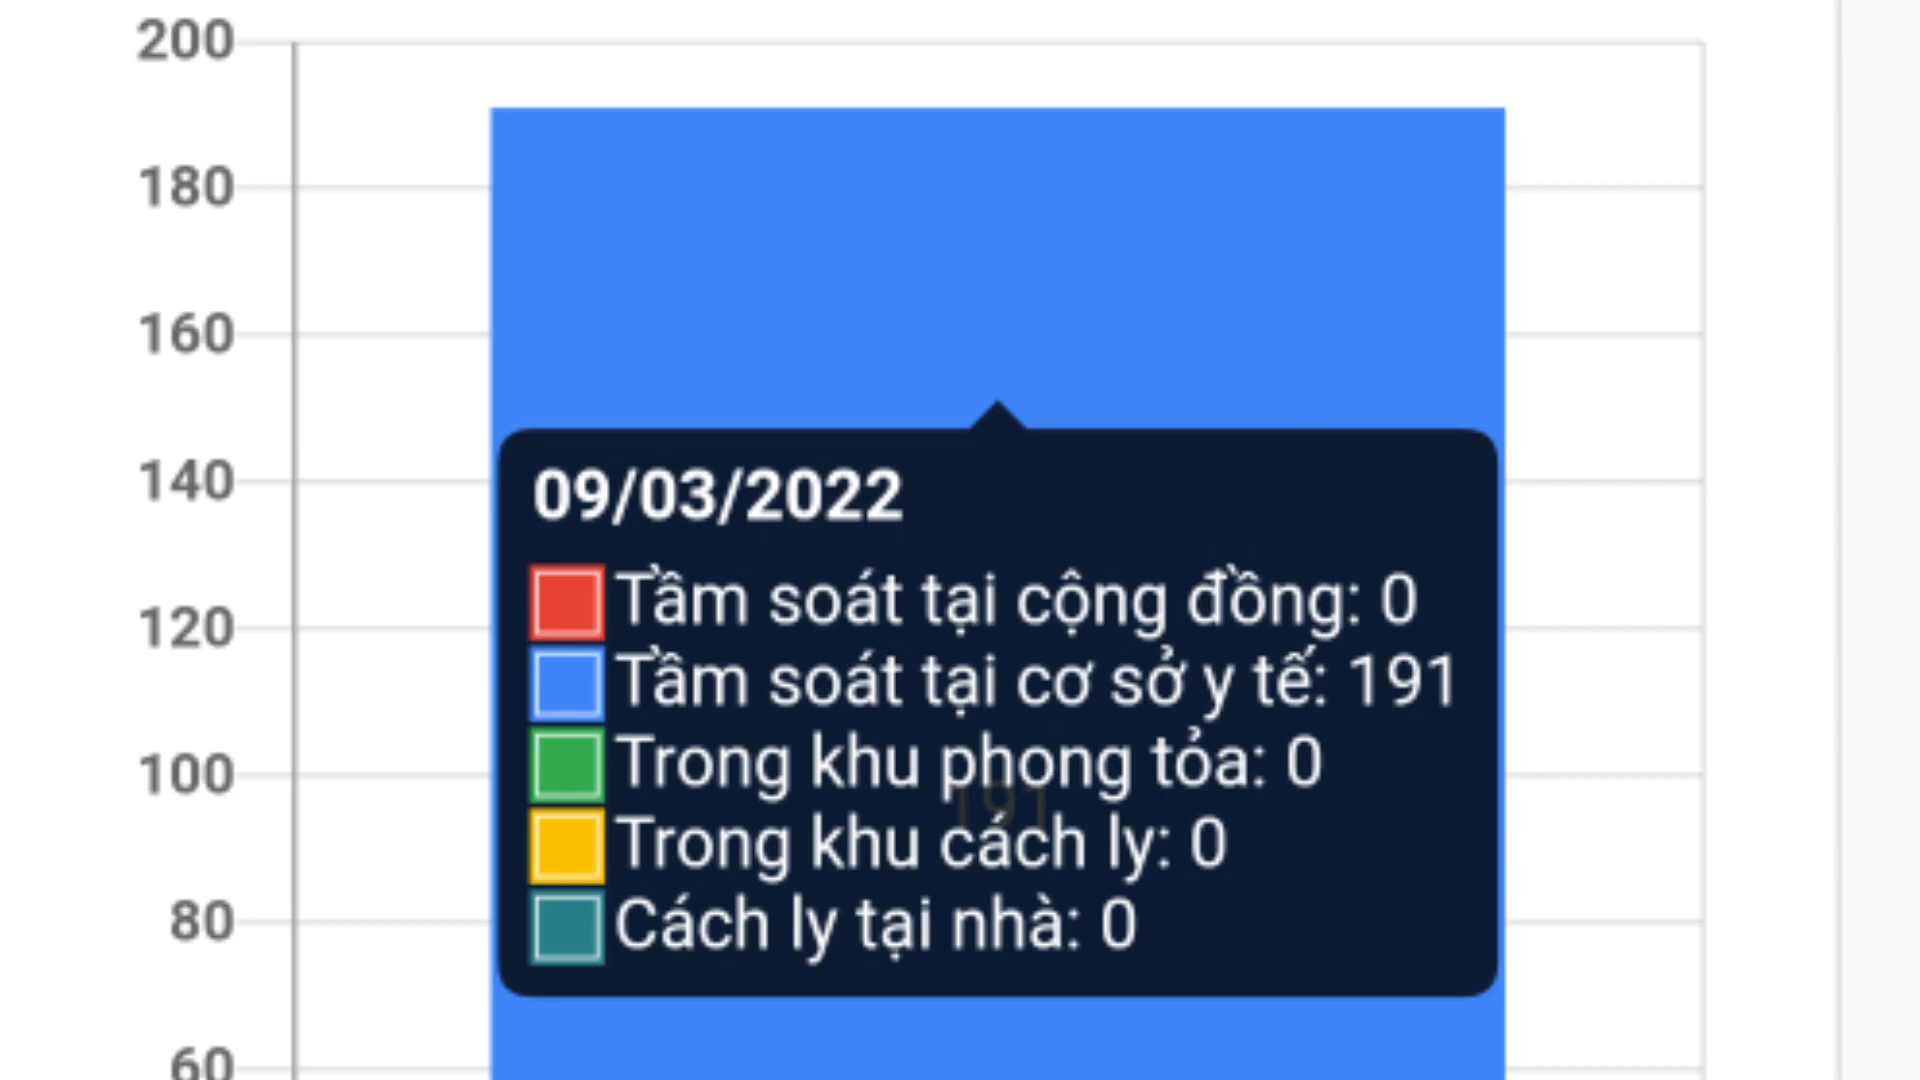 200
180
160
140
120
100
80
60
09/03/2022
Tầm soát tại cộng đồng: 0
Tầm soát tại cơ sở y tế: 191
Trong khu phong tỏa: 0
191
Trong khu cách ly: 0
Cách ly tại nhà: 0